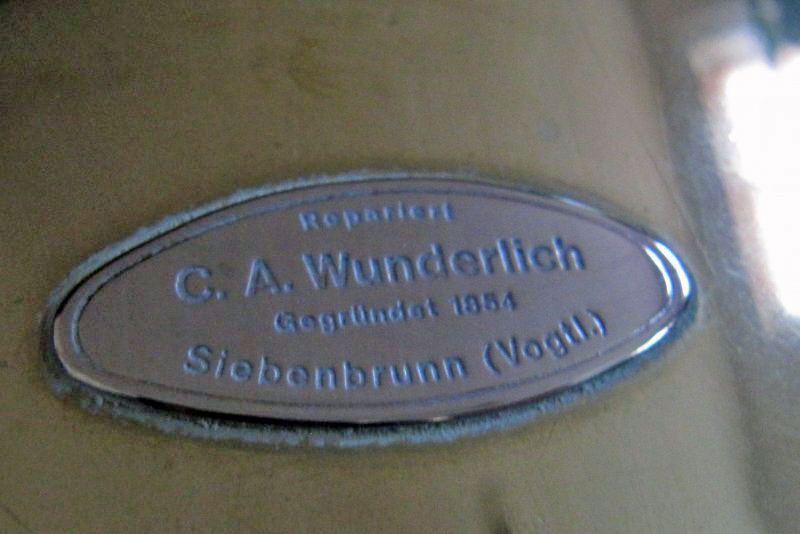 Repariert
C. A. Wunderlich
Gegründet 1854
Siebenbrunn (Vogtl.)